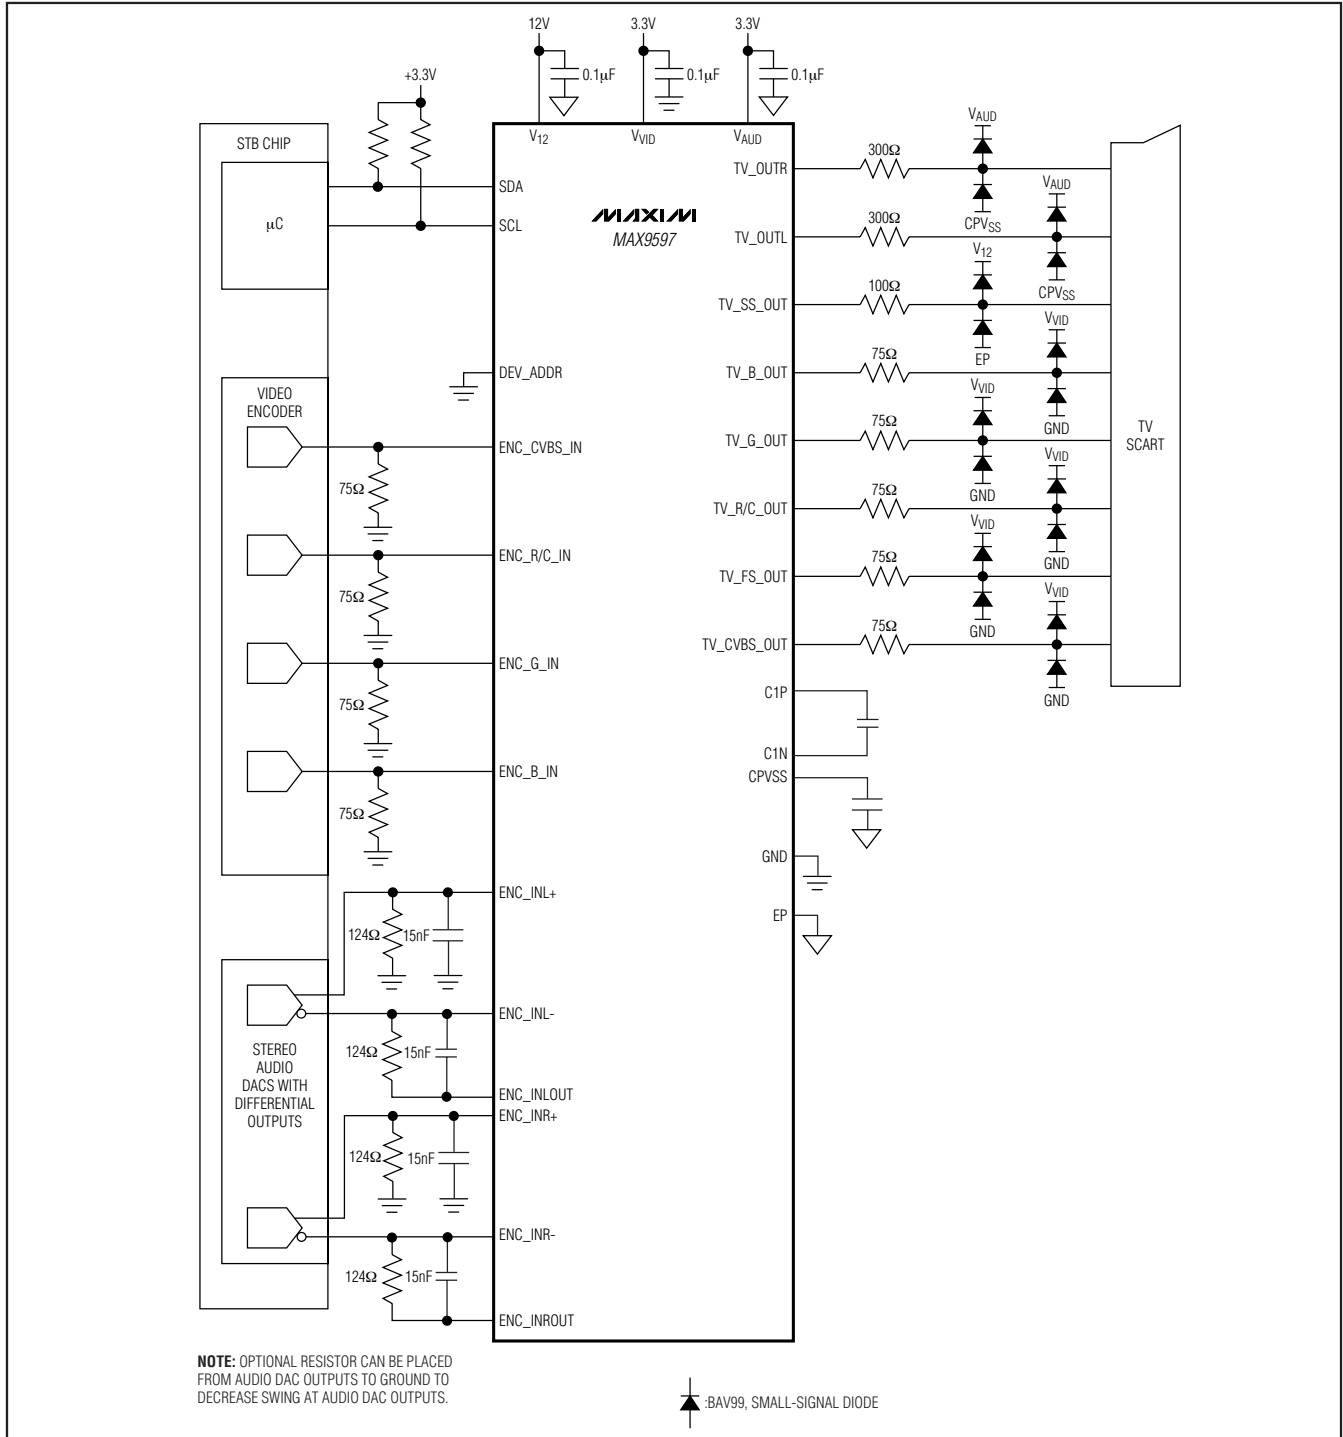 12V
3.3V
3.3V
0.1µF
0.1µF
0.1µF
+3.3V
STB CHIP
µC
V12
VVID
VAUD
SDA
SCL
MAXIM
MAX9597
DEV_ADDR
VIDEO
ENCODER
ENC_CVBS_IN
75Ω
ENC_R/C_IN
75Ω
ENC_G_IN
75Ω
ENC_B_IN
75Ω
ENC_INL+
124Ω
15nF
ENC_INL-
124Ω
15nF
STEREO
AUDIO
DACS WITH
DIFFERENTIAL
OUTPUTS
ENC_INLOUT
ENC_INR+
124Ω
15nF
ENC_INR-
124Ω
15nF
ENC_INROUT
TV_OUTR
300Ω
VAUD
CPVSS
TV_OUTL
300Ω
VAUD
CPVSS
TV_SS_OUT
100Ω
V12
EP
TV_B_OUT
75Ω
VVID
GND
TV_G_OUT
75Ω
VVID
GND
TV_R/C_OUT
75Ω
VVID
GND
TV_FS_OUT
75Ω
VVID
GND
TV_CVBS_OUT
75Ω
VVID
GND
TV
SCART
C1P
C1N
CPVSS
GND
EP
NOTE: OPTIONAL RESISTOR CAN BE PLACED
FROM AUDIO DAC OUTPUTS TO GROUND TO
DECREASE SWING AT AUDIO DAC OUTPUTS.
:BAV99, SMALL-SIGNAL DIODE